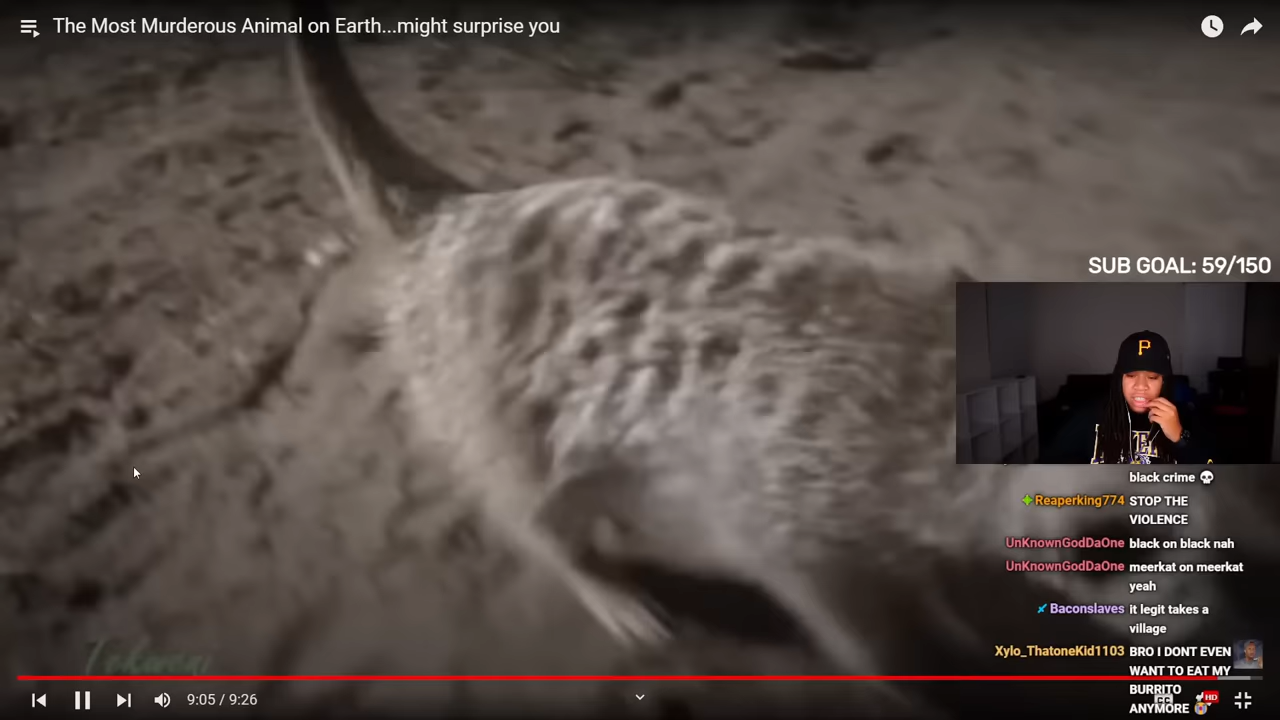 The Most Murderous Animal on Earth...might surprise you
SUB GOAL: 59/150
P
black crime
Reaperking774 STOP THE
VIOLENCE
UnKnownGodDaOne black on black nah
UnKnownGodDaOne meerkat on meerkat
yeah
Baconslaves it legit takes a
village
Xylo_ThatoneKid1103 BRO I DONT EVEN
WANT TO EAT MY
BURRITO
ANYMORE
9:05 / 9:26
CC
HD